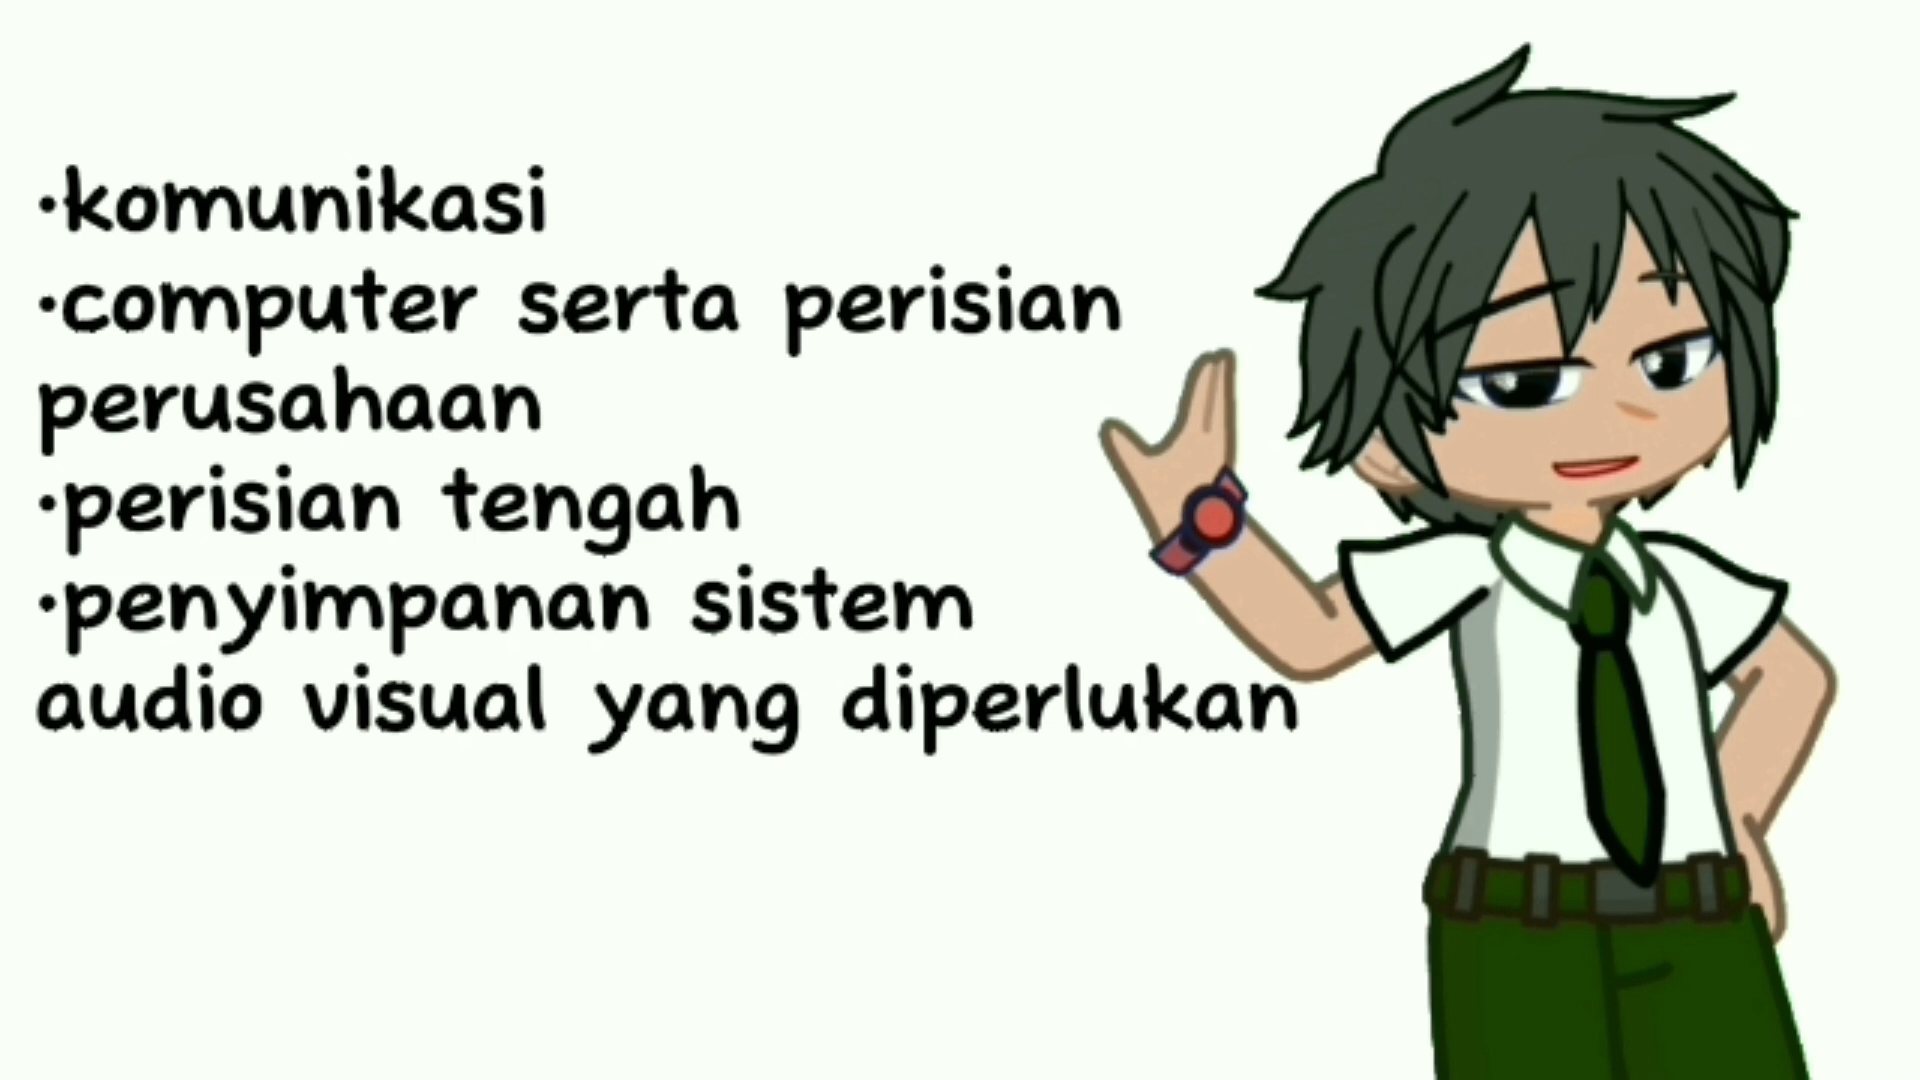 •komunikasi
•computer serta perisian
perusahaan
•perisian tengah
•penyimpanan sistem
audio visual yang diperlukan